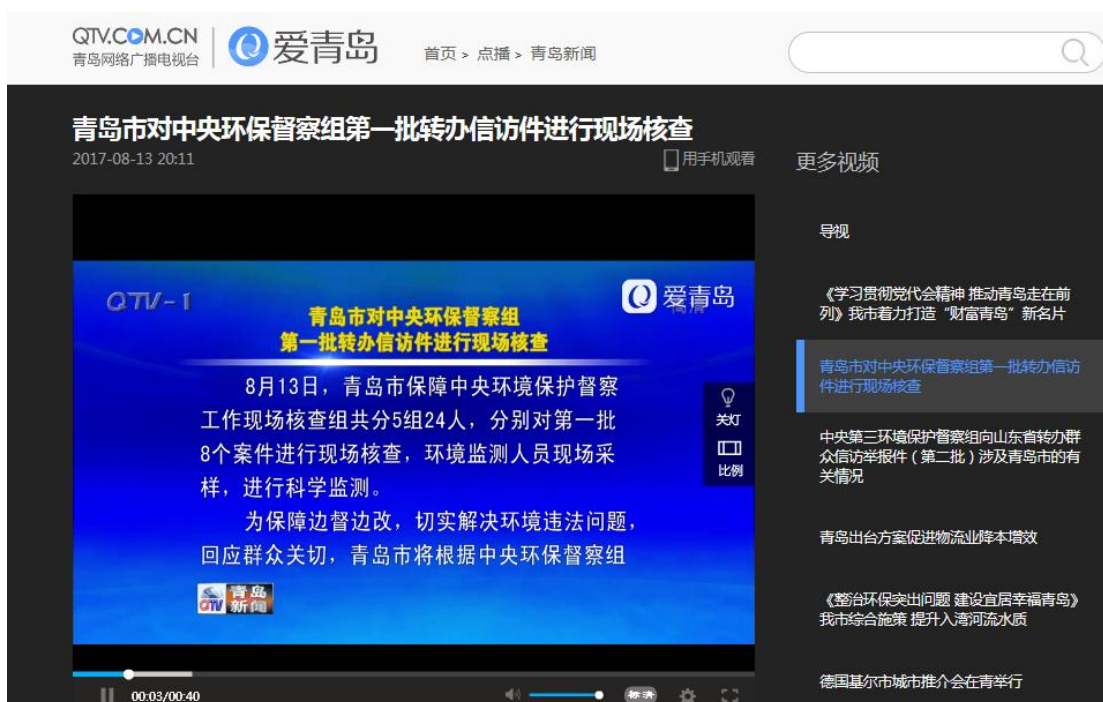 QTV.COM.CN
青岛网络广播电视台
爱青岛
首页 > 点播 > 青岛新闻
青岛市对中央环保督察组第一批转办信访件进行现场核查
2017-08-13 20:11
用手机观看
更多视频
QTV-1
爱青岛
高清
青岛市对中央环保督察组
第一批转办信访件进行现场核查
8月13日，青岛市保障中央环境保护督察
工作现场核查组共分5组24人，分别对第一批
8个案件进行现场核查，环境监测人员现场采
样，进行科学监测。
为保障边督边改，切实解决环境违法问题，
回应群众关切，青岛市将根据中央环保督察组
关灯
比例
QTV
青岛
新闻
00:03/00:40
标清
导视
《学习贯彻党代会精神 推动青岛走在前
列》我市着力打造“财富青岛”新名片
青岛市对中央环保督察组第一批转办信访
件进行现场核查
中央第三环境保护督察组向山东省转办群
众信访举报件（第二批）涉及青岛市的有
关情况
青岛出台方案促进物流业降本增效
《整治环保突出问题 建设宜居幸福青岛》
我市综合施策 提升入湾河流水质
德国基尔市城市推介会在青举行